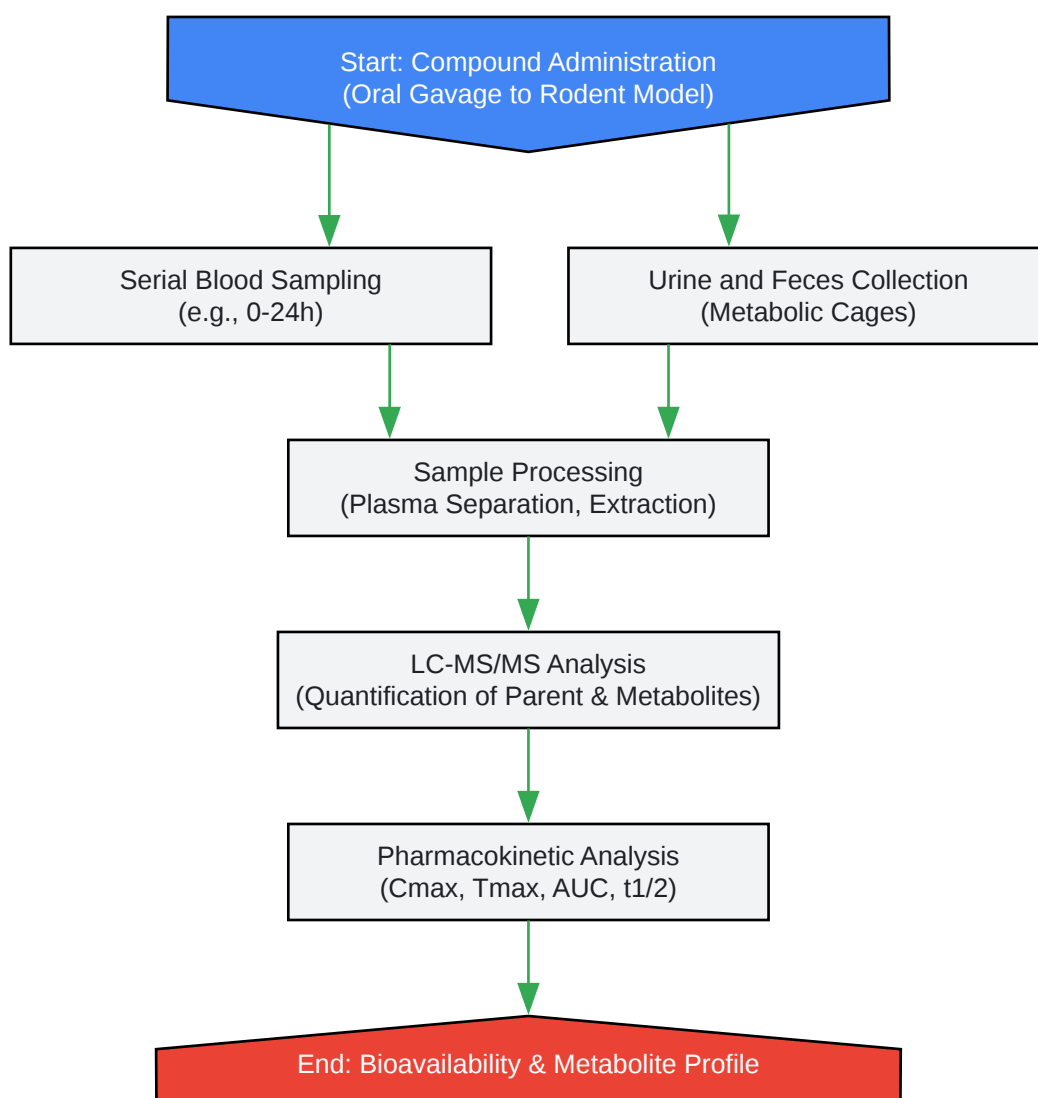 Start: Compound Administration
(Oral Gavage to Rodent Model)
Serial Blood Sampling
(e.g., 0-24h)
Urine and Feces Collection
(Metabolic Cages)
Sample Processing
(Plasma Separation, Extraction)
LC-MS/MS Analysis
(Quantification of Parent & Metabolites)
Pharmacokinetic Analysis
(Cmax, Tmax, AUC, t1/2)
End: Bioavailability & Metabolite Profile